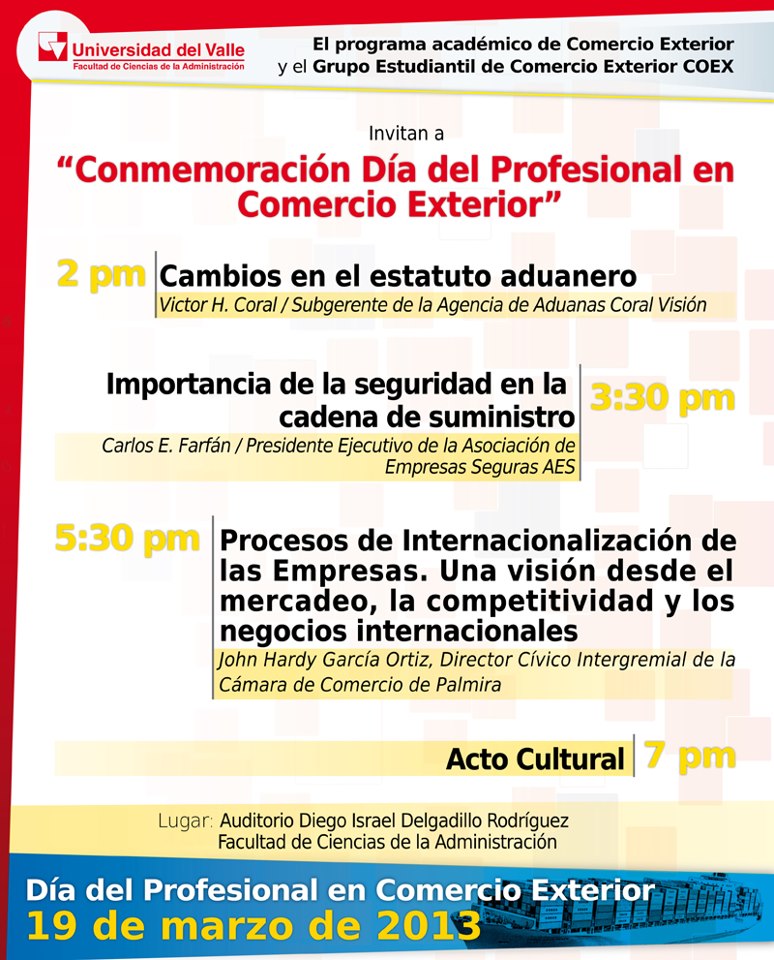 Universidad del Valle
Facultad de Ciencias de la Administración
El programa académico de Comercio Exterior
y el Grupo Estudiantil de Comercio Exterior COEX
Invitan a
“Conmemoración Día del Profesional en
Comercio Exterior”
2 pm
Cambios en el estatuto aduanero
Victor H. Coral / Subgerente de la Agencia de Aduanas Coral Visión
Importancia de la seguridad en la
cadena de suministro
3:30 pm
Carlos E. Farfán / Presidente Ejecutivo de la Asociación de
Empresas Seguras AES
5:30 pm
Procesos de Internacionalización de
las Empresas. Una visión desde el
mercadeo, la competitividad y los
negocios internacionales
John Hardy García Ortiz, Director Cívico Intergremial de la
Cámara de Comercio de Palmira
Acto Cultural
7 pm
Lugar: Auditorio Diego Israel Delgadillo Rodríguez
Facultad de Ciencias de la Administración
Día del Profesional en Comercio Exterior
19 de marzo de 2013